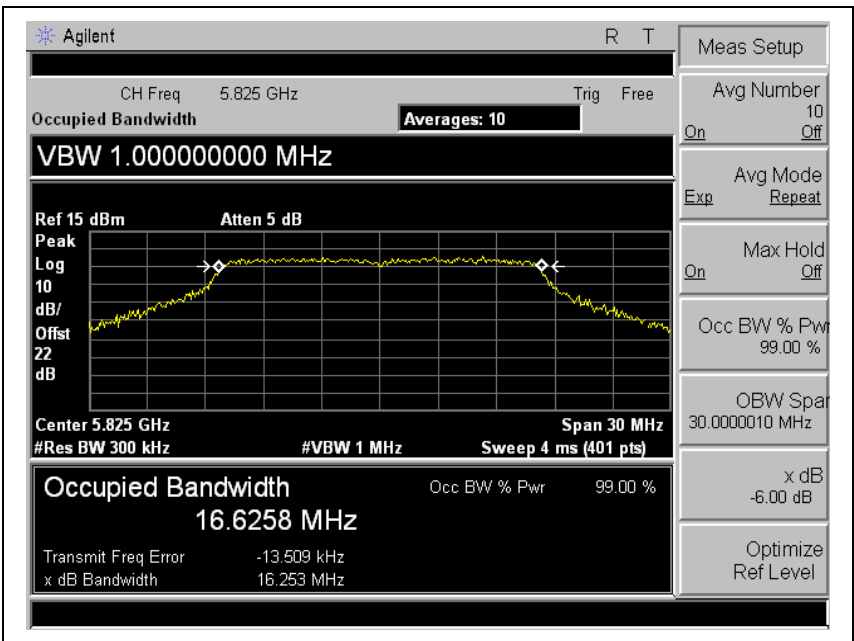 Agilent R T
Meas Setup
CH Freq 5.825 GHz Trig Free
Occupied Bandwidth Averages: 10
VBW 1.000000000 MHz
Ref 15 dBm Atten 5 dB
Peak
Log
10
dB/
Offst
22
dB
Center 5.825 GHz Span 30 MHz
#Res BW 300 kHz #VBW 1 MHz Sweep 4 ms (401 pts)
Occupied Bandwidth Occ BW % Pwr 99.00 %
16.6258 MHz
Transmit Freq Error -13.509 kHz
x dB Bandwidth 16.253 MHz
Avg Number
10
On Off
Avg Mode
Exp Repeat
Max Hold
On Off
Occ BW % Pwr
99.00 %
OBW Spar
30.0000010 MHz
x dB
-6.00 dB
Optimize
Ref Level